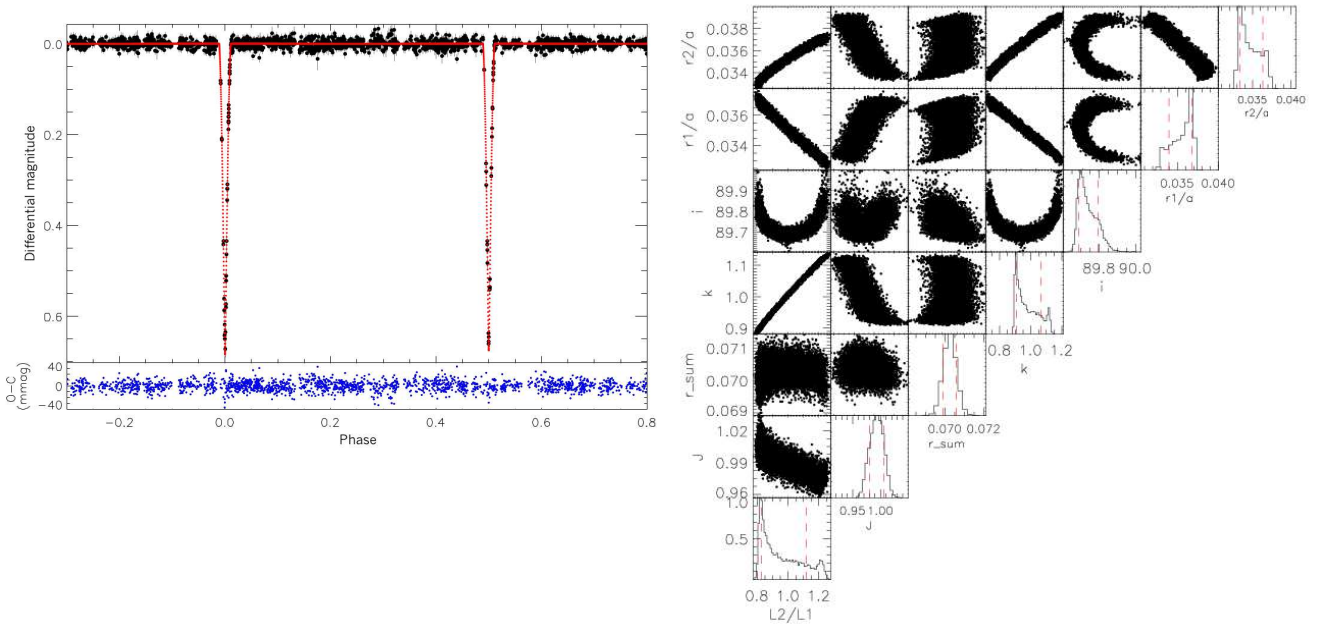 0.0
0.2
0.4
0.6
Differential magnitude
40
0
−40
O−C
(mmag)
−0.2 0.0 0.2 0.4 0.6 0.8
Phase
r2/a
0.038
0.036
0.034
0.035 0.040
r2/a
r1/a
0.036
0.034
0.035 0.040
r1/a
i
89.9
89.8
89.7
89.8 90.0
i
k
1.1
1.0
0.9
0.8 1.0 1.2
k
r_sum
0.071
0.070
0.069
0.070 0.072
r_sum
J
1.02
0.99
0.96
0.95 1.00
J
1.0
0.5
0.8 1.0 1.2
L2/L1